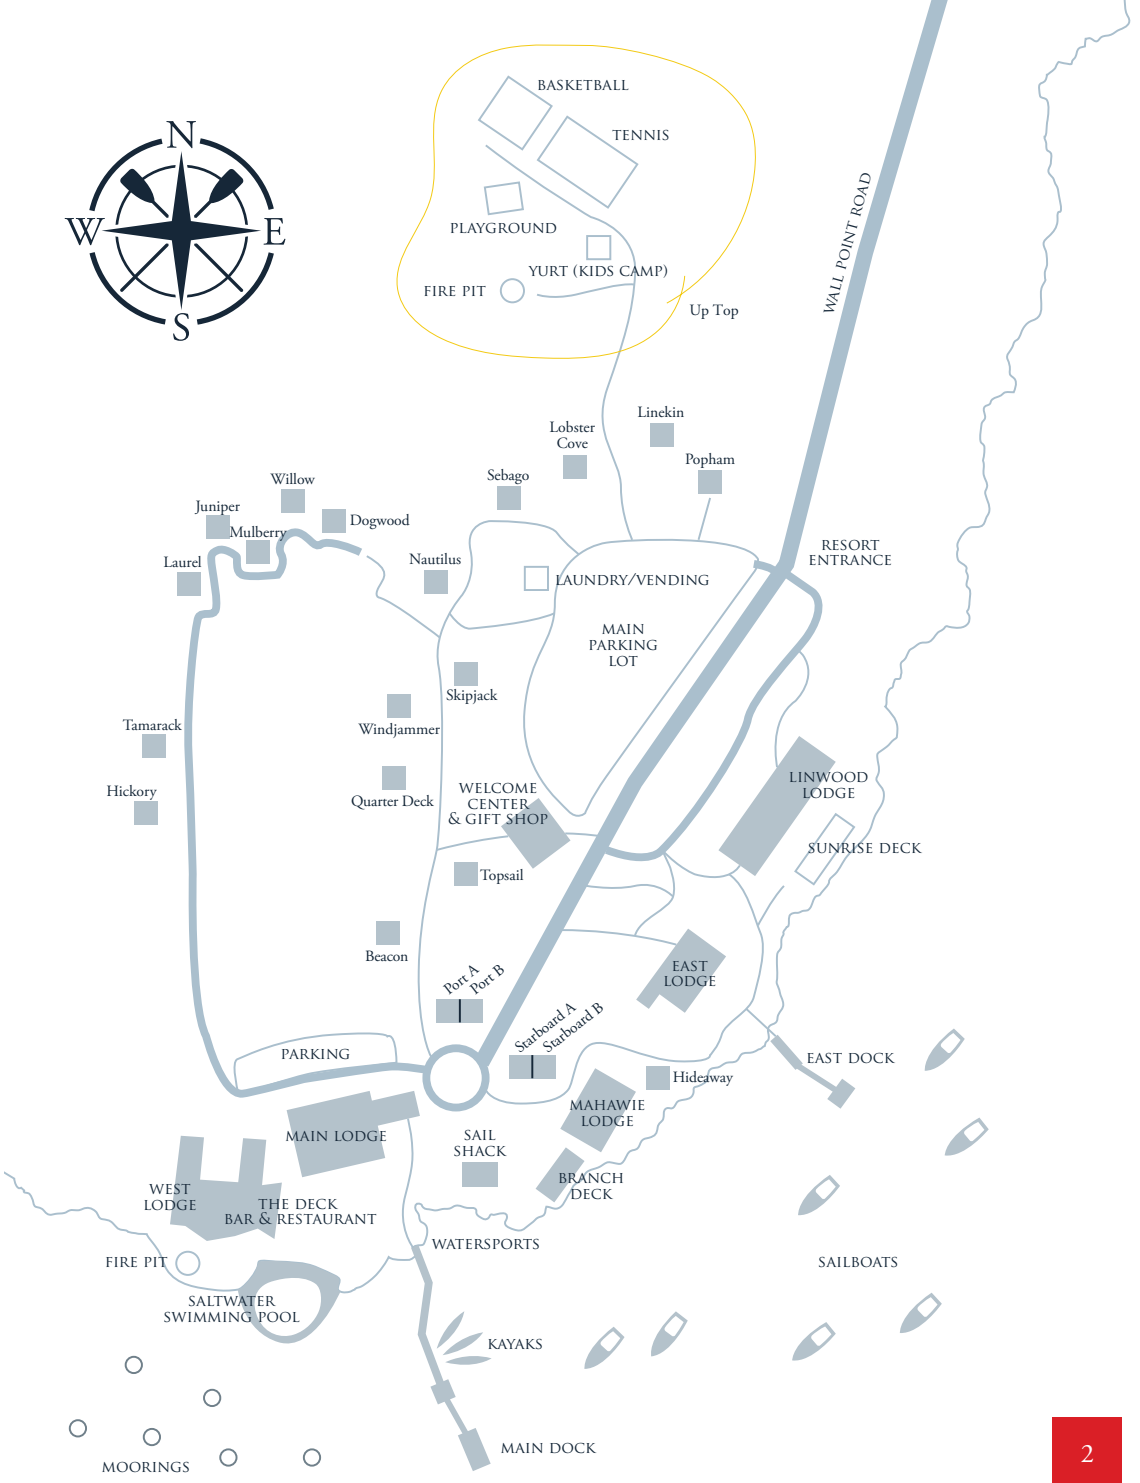 BASKETBALL
TENNIS
N
W
E
S
PLAYGROUND
YURT (KIDS CAMP)
FIRE PIT
Up Top
WALL POINT ROAD
Linekin
Lobster
Cove
Popham
Sebago
Willow
Juniper
Dogwood
Mulberry
Laurel
Nautilus
RESORT
ENTRANCE
LAUNDRY/VENDING
MAIN
PARKING
LOT
Skipjack
Tamarack
Windjammer
LINWOOD
LODGE
Hickory
Quarter Deck
WELCOME
CENTER
& GIFT SHOP
SUNRISE DECK
Topsail
Beacon
Port A
Port B
EAST
LODGE
Starboard A
Starboard B
PARKING
EAST DOCK
Hideaway
MAHAWIE
LODGE
MAIN LODGE
SAIL
SHACK
BRANCH
DECK
WEST
LODGE
THE DECK
BAR & RESTAURANT
WATERSPORTS
FIRE PIT
SAILBOATS
SALTWATER
SWIMMING POOL
KAYAKS
MAIN DOCK
MOORINGS
2